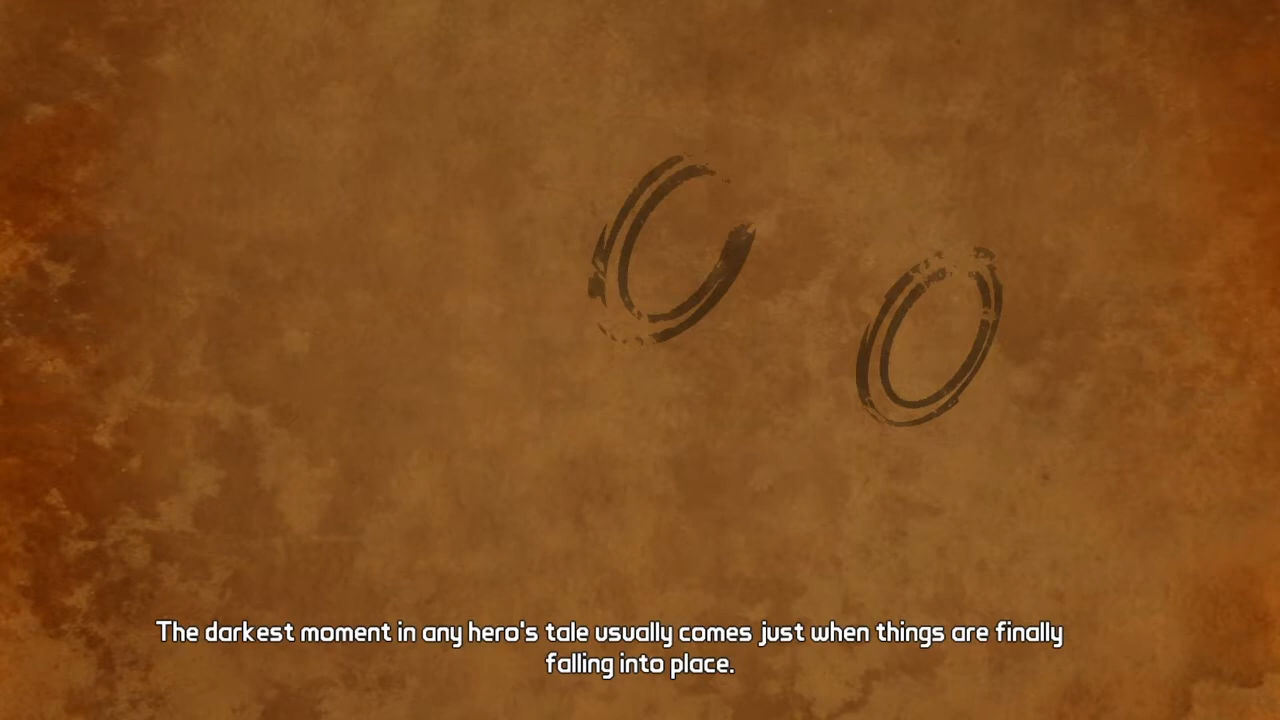 The darkest moment in any hero's tale usually comes just when things are finally
falling into place.